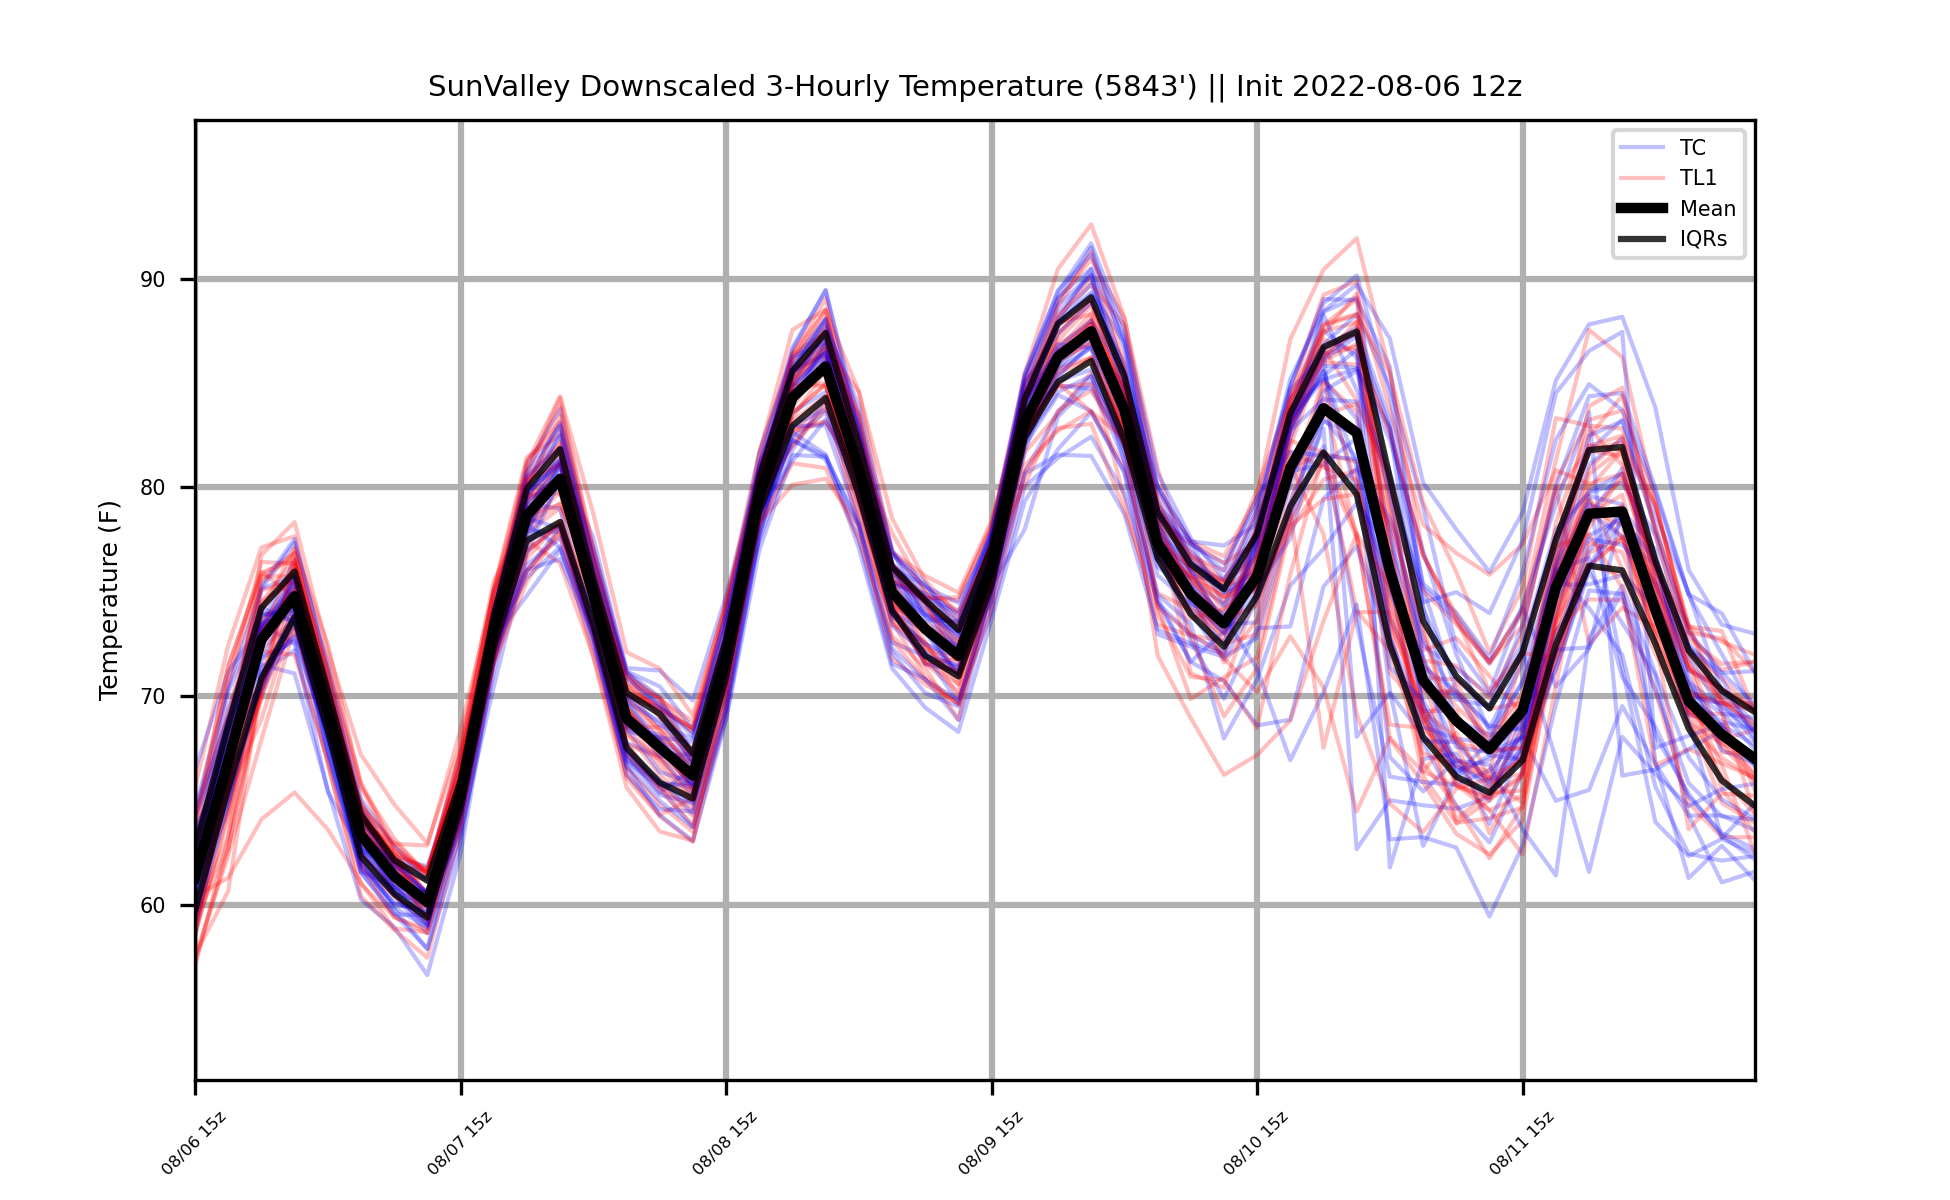 SunValley Downscaled 3-Hourly Temperature (5843') || Init 2022-08-06 12z
TC
TL1
Mean
IQRs
Temperature (F)
90
80
70
60
08/06 15z
08/07 15z
08/08 15z
08/09 15z
08/10 15z
08/11 15z